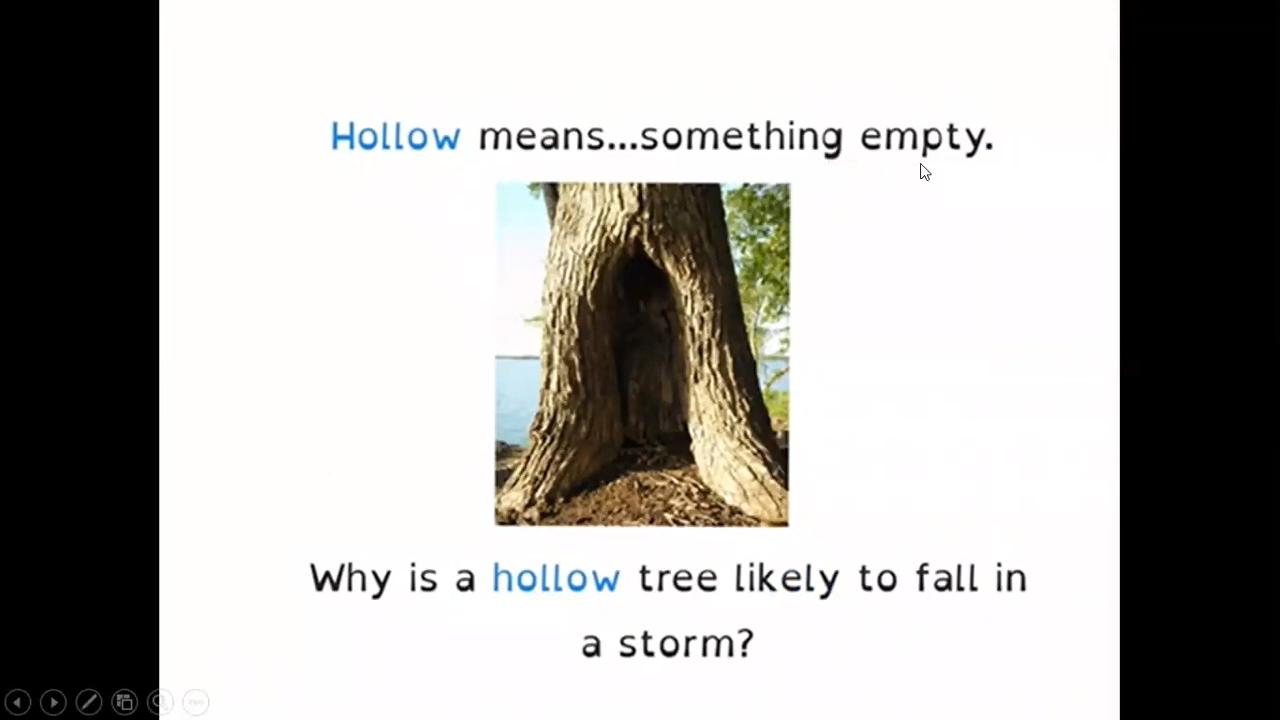 Hollow means...something empty.
Why is a hollow tree likely to fall in
a storm?